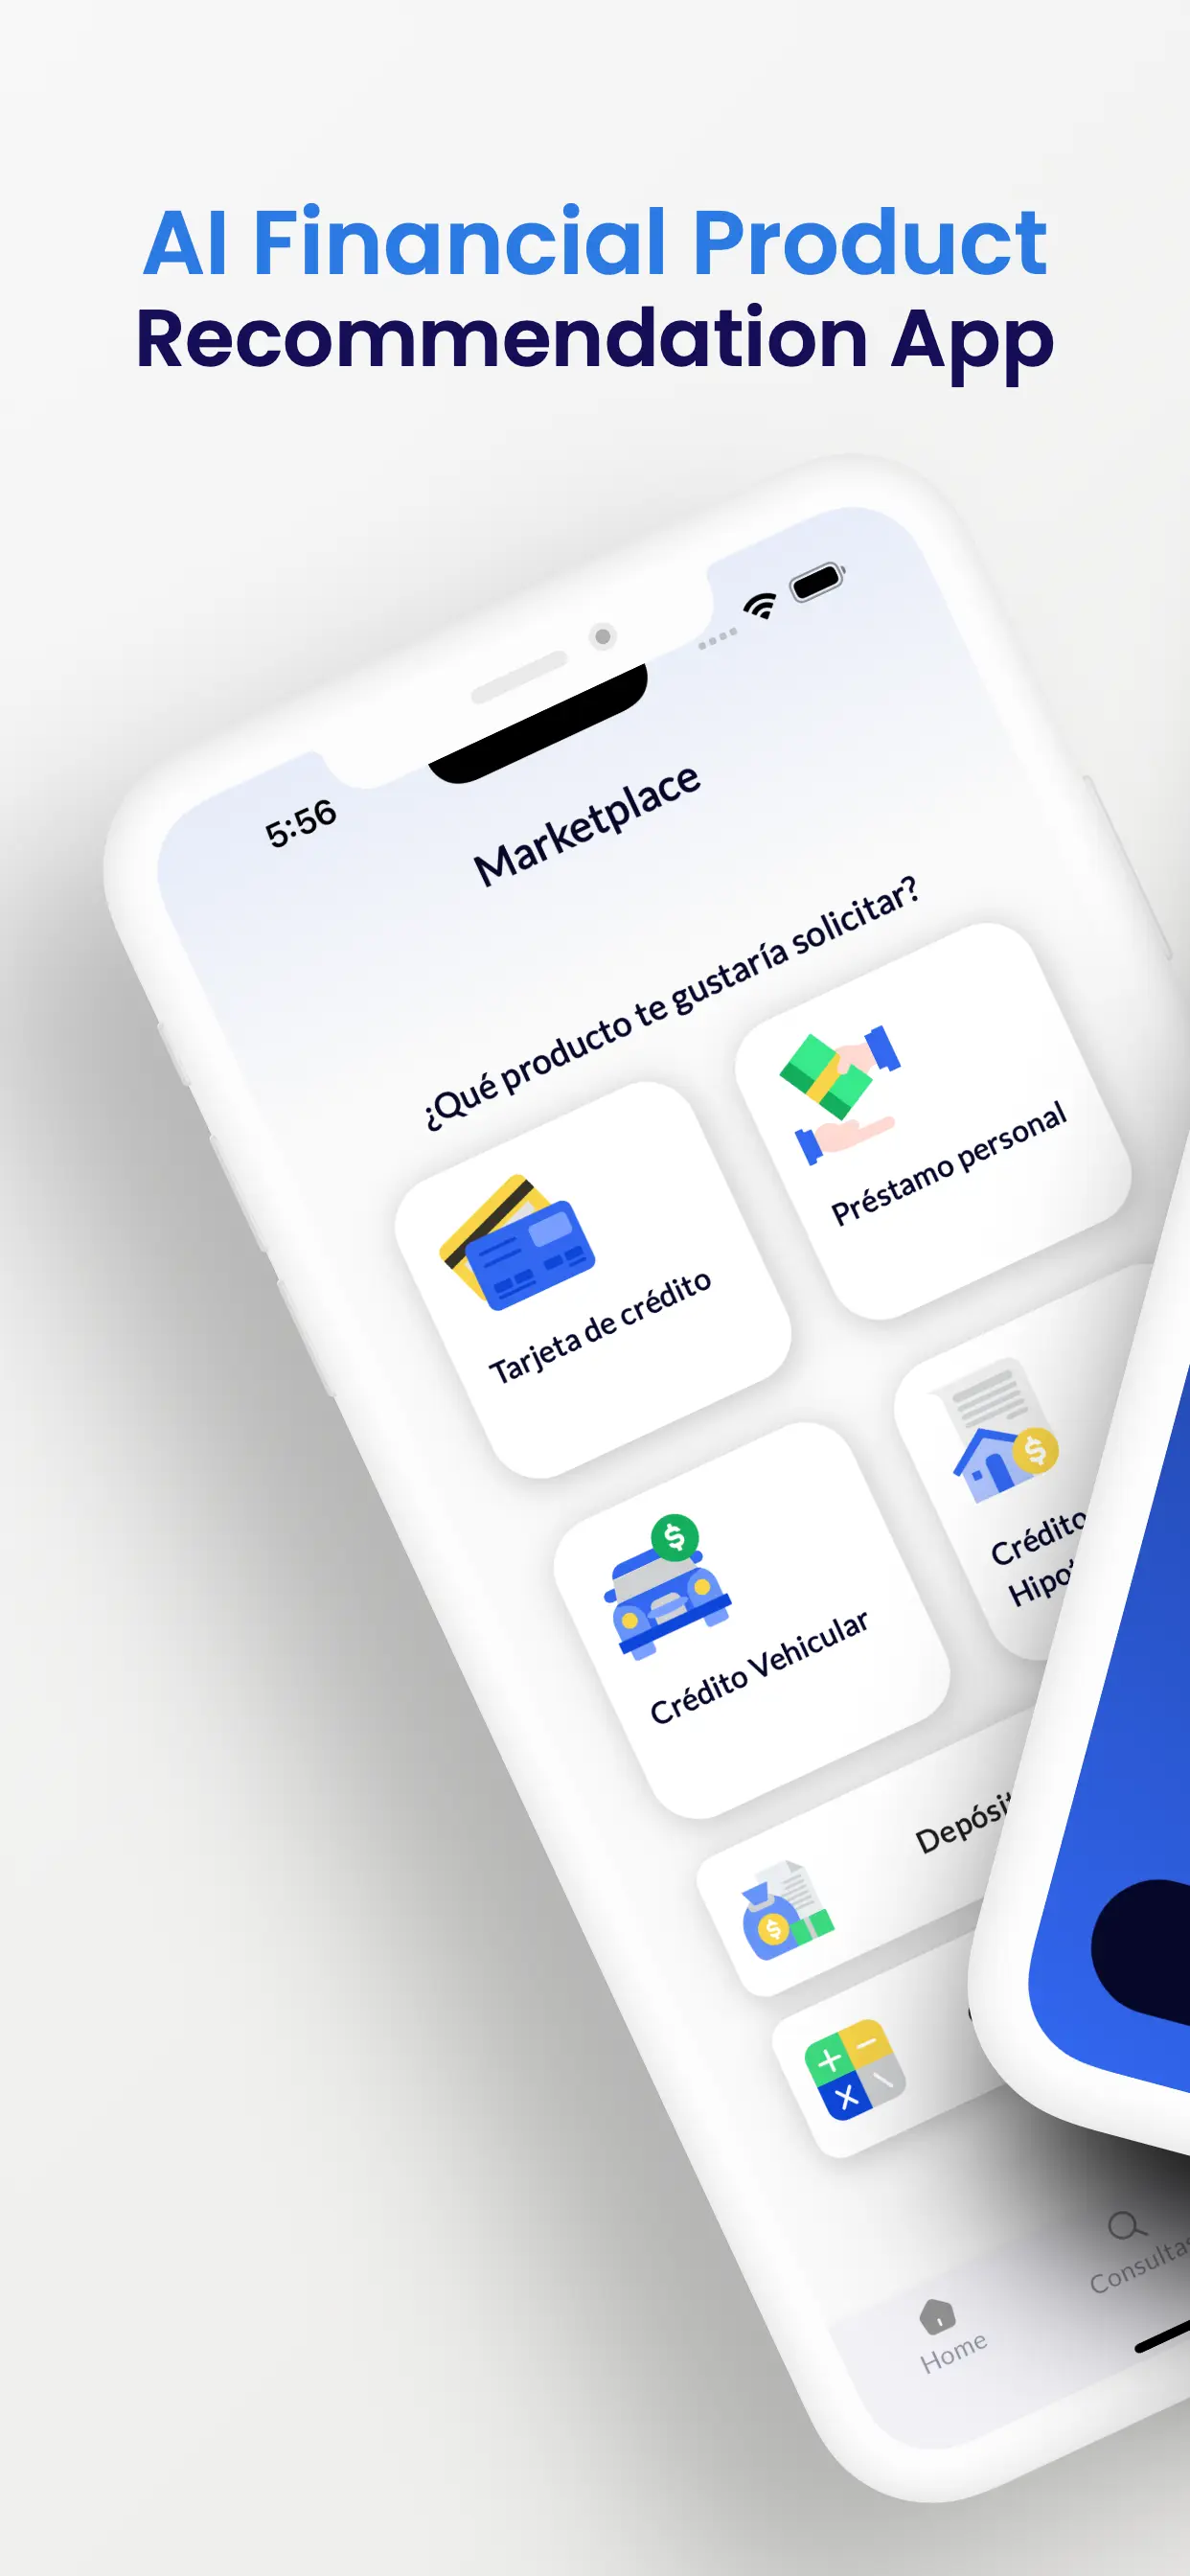 AI Financial Product
Recommendation App
5:56
Marketplace
¿Qué producto te gustaría solicitar?
Tarjeta de crédito
Préstamo personal
Crédito Vehicular
Crédito
Home